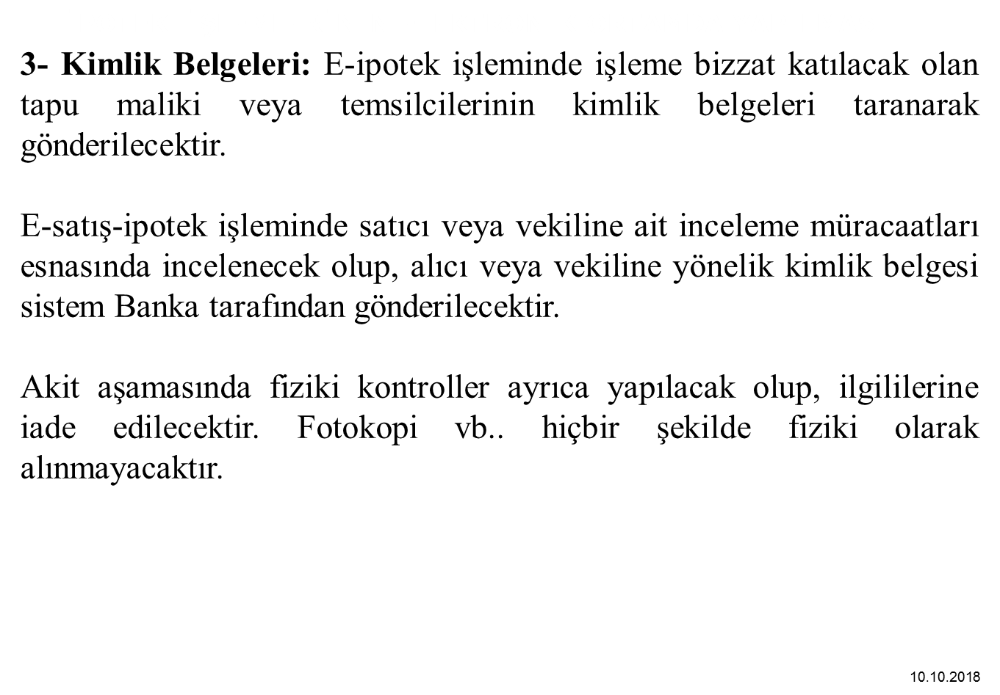 3- Kimlik Belgeleri: E-ipotek işleminde işleme bizzat katılacak olan
tapu maliki veya temsilcilerinin kimlik belgeleri taranarak
gönderilecektir.
E-satış-ipotek işleminde satıcı veya vekiline ait inceleme müracaatları
esnasında incelenecek olup, alıcı veya vekiline yönelik kimlik belgesi
sistem Banka tarafından gönderilecektir.
Akit aşamasında fiziki kontroller ayrıca yapılacak olup, ilgililerine
iade edilecektir. Fotokopi vb.. hiçbir şekilde fiziki olarak
alınmayacaktır.
10.10.2018